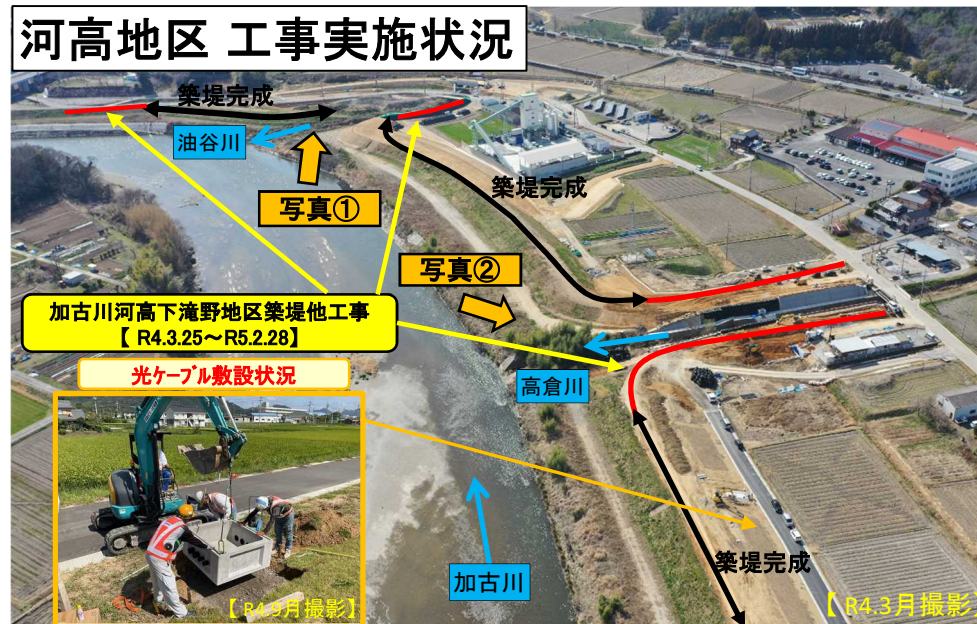 河高地区 工事実施状況
築堤完成
油谷川
写真①
築堤完成
写真②
加古川河高下滝野地区築堤他工事
【 R4.3.25~R5.2.28】
光ケーブル敷設状況
高倉川
加古川
築堤完成
【 R4.9月撮影】
【 R4.3月撮影】